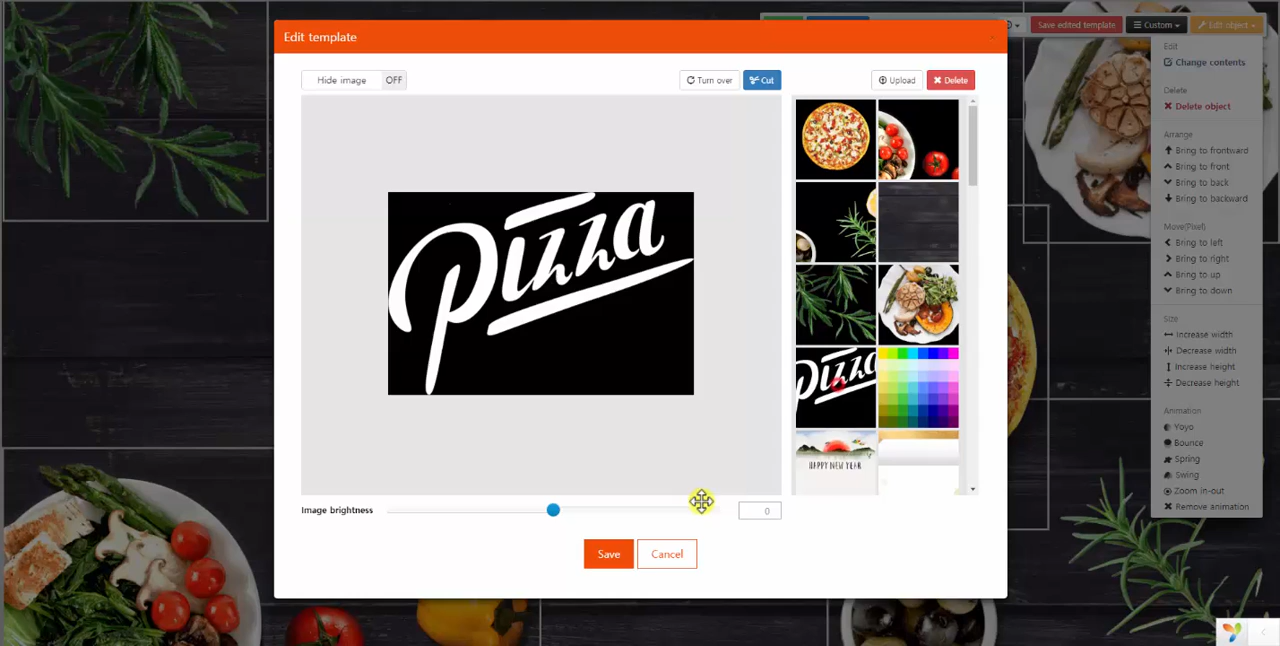 Edit template
Save edited template
Custom
Edit object
Hide image OFF
Turn over
Cut
Upload
Delete
Pizza
Pizza
HAPPY NEW YEAR
Image brightness
0
Save
Cancel
Edit
Change contents
Delete
Delete object
Arrange
Bring to frontward
Bring to front
Bring to back
Bring to backward
Move(Pixel)
Bring to left
Bring to right
Bring to up
Bring to down
Size
Increase width
Decrease width
Increase height
Decrease height
Animation
Yoyo
Bounce
Spring
Swing
Zoom in-out
Remove animation